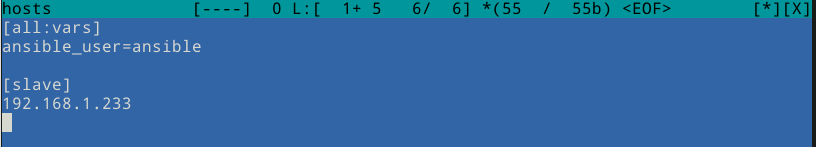 hosts [----] 0 L:[ 1+ 5 6/ 6] *(55 / 55b) <EOF> [*][X]
[all:vars]
ansible_user=ansible
[slave]
192.168.1.233